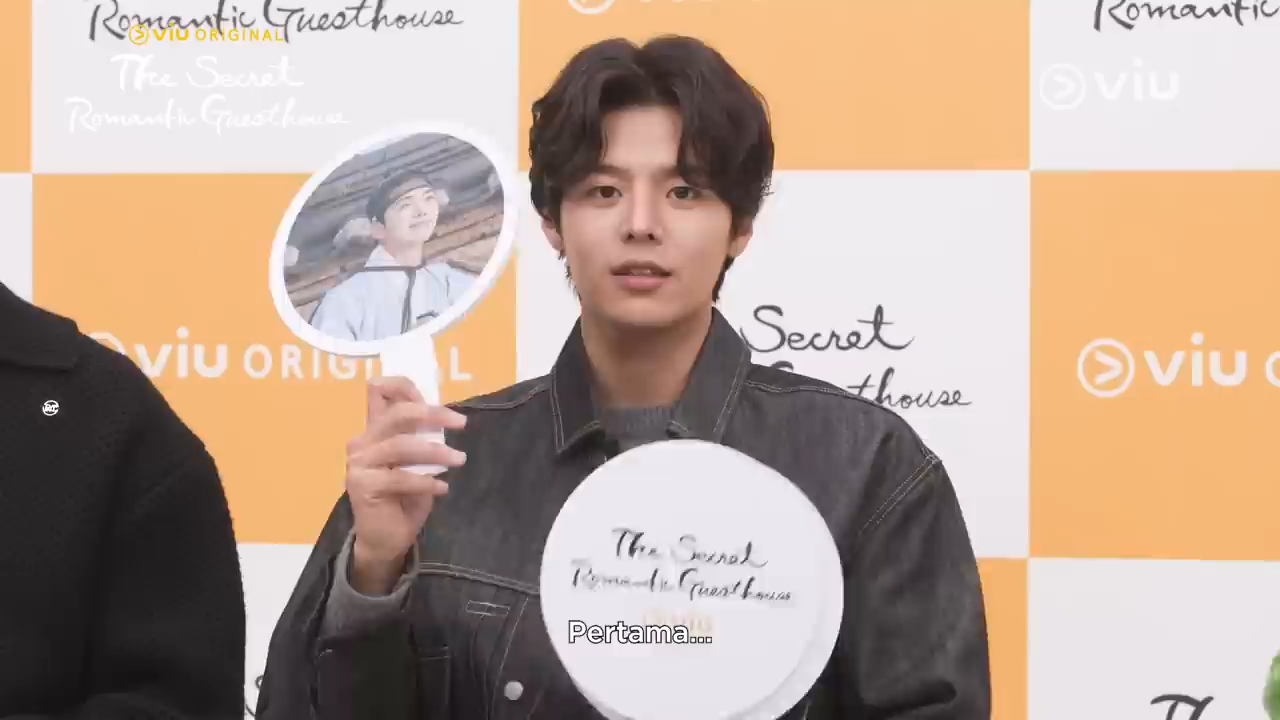 Romantic Guesthouse
viu ORIGINAL
The Secret
Romantic Guesthouse
Romantic
viu
viu ORIGINAL
Secret
Guesthouse
viu O
The Secret
Romantic Guesthouse
Pertama...
The